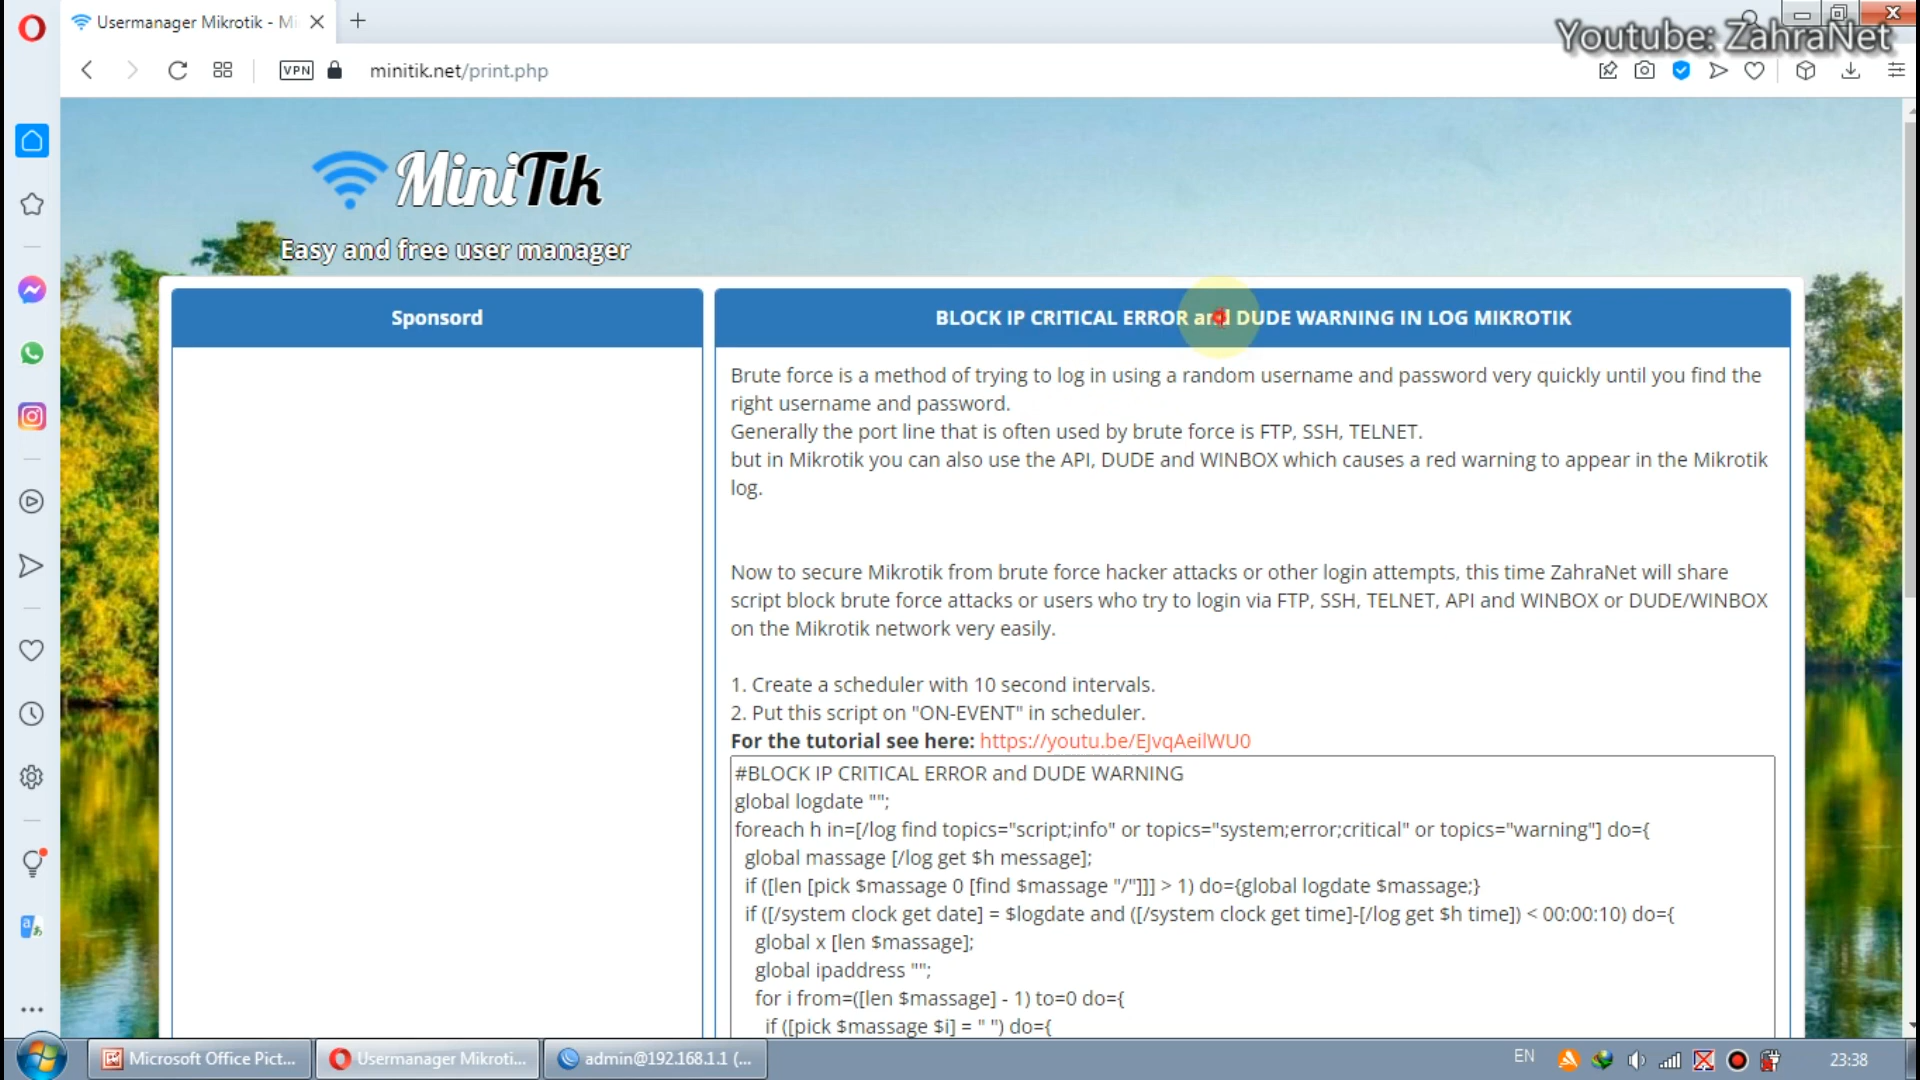 Usermanager Mikrotik - Mi
Youtube: ZahraNet
VPN
minitik.net/print.php
MiniTik
Easy and free user manager
Sponsord
BLOCK IP CRITICAL ERROR and DUDE WARNING IN LOG MIKROTIK
Brute force is a method of trying to log in using a random username and password very quickly until you find the
right username and password.
Generally the port line that is often used by brute force is FTP, SSH, TELNET.
but in Mikrotik you can also use the API, DUDE and WINBOX which causes a red warning to appear in the Mikrotik
log.
Now to secure Mikrotik from brute force hacker attacks or other login attempts, this time ZahraNet will share
script block brute force attacks or users who try to login via FTP, SSH, TELNET, API and WINBOX or DUDE/WINBOX
on the Mikrotik network very easily.
1. Create a scheduler with 10 second intervals.
2. Put this script on "ON-EVENT" in scheduler.
For the tutorial see here: https://youtu.be/EJvqAeilWU0
#BLOCK IP CRITICAL ERROR and DUDE WARNING
global logdate "";
foreach h in=[/log find topics="script;info" or topics="system;error;critical" or topics="warning"] do={
global massage [/log get $h message];
if ([len [pick $massage 0 [find $massage "/"]]] > 1) do={global logdate $massage;}
if ([/system clock get date] = $logdate and ([/system clock get time]-[/log get $h time]) < 00:00:10) do={
global x [len $massage];
global ipaddress "";
for i from=([len $massage] - 1) to=0 do={
if ([pick $massage $i] = " ") do={
Microsoft Office Pict...
Usermanager Mikroti...
admin@192.168.1.1 (...
EN
23:38